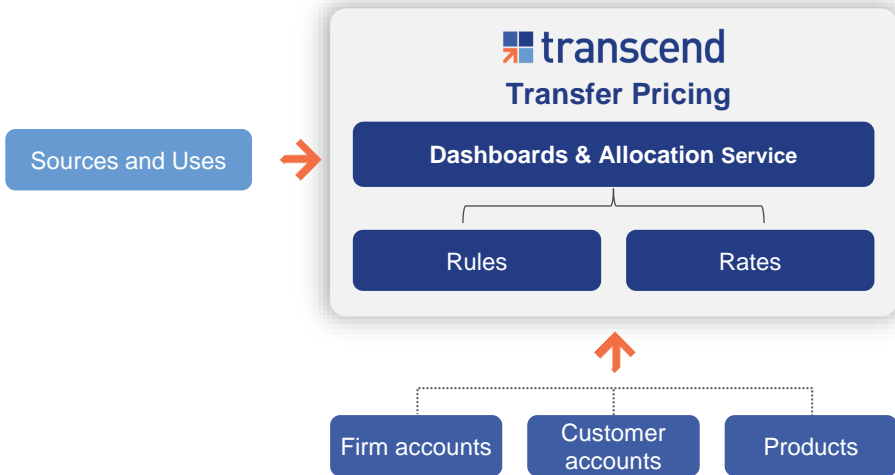 transcend
Transfer Pricing
Sources and Uses
Dashboards & Allocation Service
Rules
Rates
Firm accounts
Customer
accounts
Products